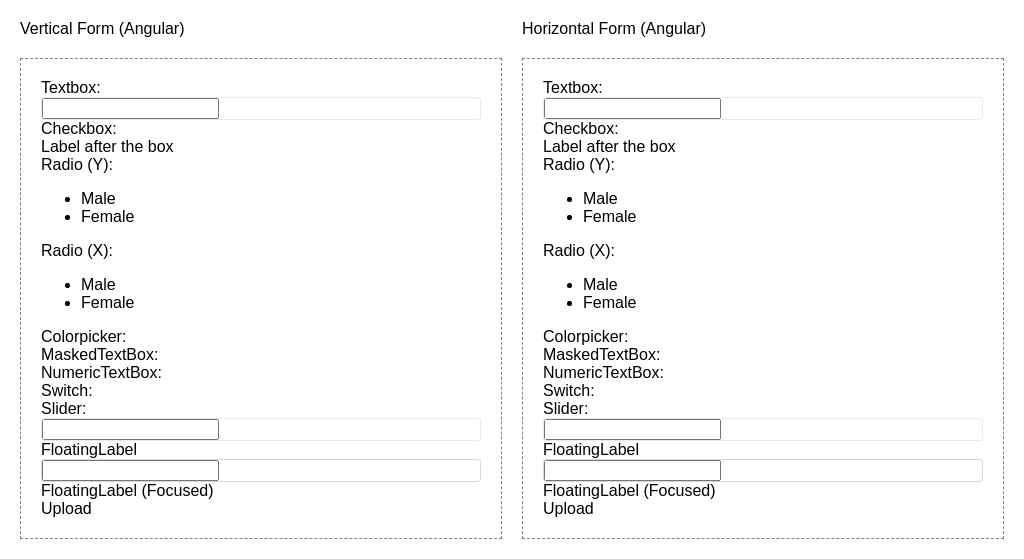 Vertical Form (Angular)
Textbox:
Checkbox:
Label after the box
Radio (Y):
Male
Female
Radio (X):
Male
Female
Colorpicker:
MaskedTextBox:
NumericTextBox:
Switch:
Slider:
FloatingLabel
FloatingLabel (Focused)
Upload
Horizontal Form (Angular)
Textbox:
Checkbox:
Label after the box
Radio (Y):
Male
Female
Radio (X):
Male
Female
Colorpicker:
MaskedTextBox:
NumericTextBox:
Switch:
Slider:
FloatingLabel
FloatingLabel (Focused)
Upload